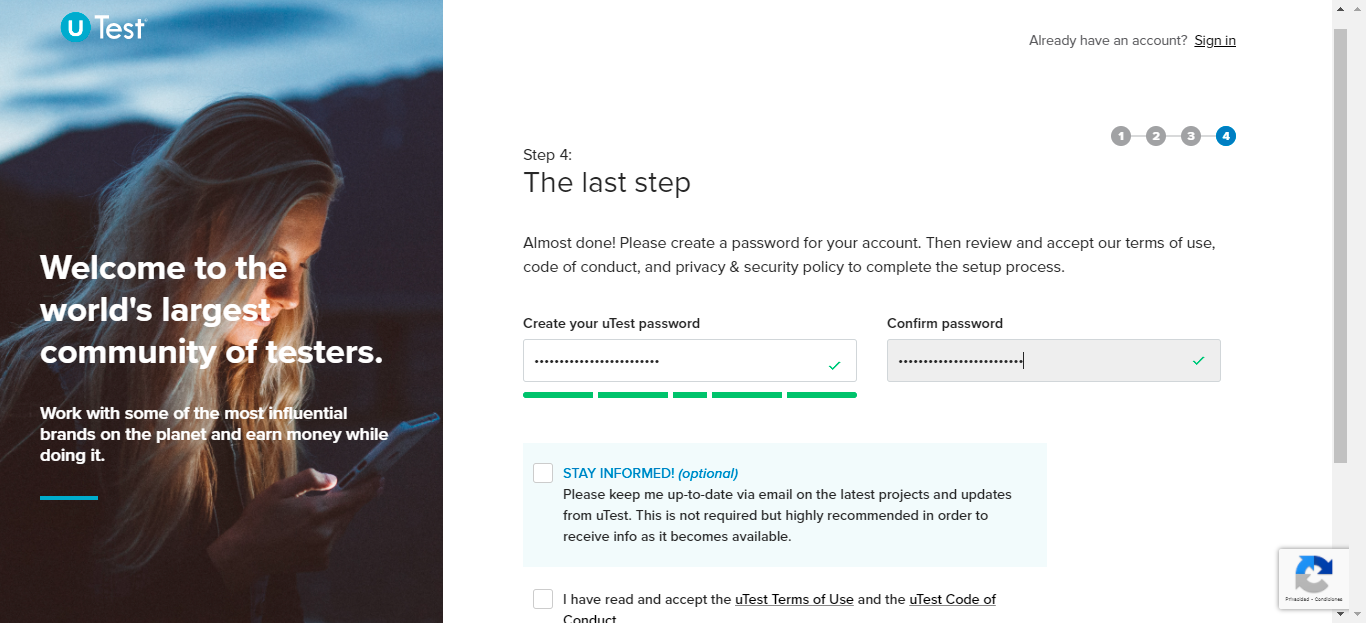 uTest
Already have an account? Sign in
1 2 3 4
Step 4:
The last step
Almost done! Please create a password for your account. Then review and accept our terms of use,
code of conduct, and privacy & security policy to complete the setup process.
Welcome to the
world's largest
community of testers.
Work with some of the most influential
brands on the planet and earn money while
doing it.
Create your uTest password
Confirm password
STAY INFORMED! (optional)
Please keep me up-to-date via email on the latest projects and updates
from uTest. This is not required but highly recommended in order to
receive info as it becomes available.
I have read and accept the uTest Terms of Use and the uTest Code of
Conduct
Privacidad - Condiciones